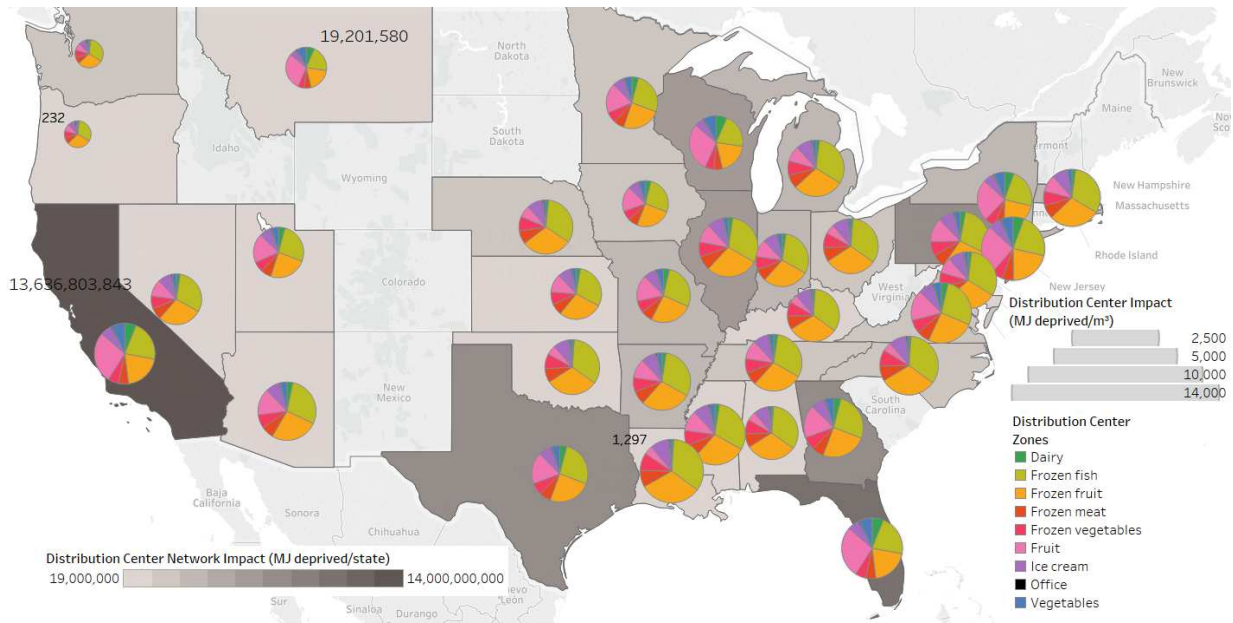 19,201,580
North
Dakota
232
South
Dakota
Idaho
Wyoming
New
Brunswick
Maine
ermont
New Hampshire
Massachusetts
Rhode Island
New Jersey
West
Virginia
Colorado
13,636,803,843
New
Mexico
South
Carolina
1,297
Baja
California
Sonora
Chihuahua
Sinaloa
Durango
León
Sur
Distribution Center Impact
(MJ deprived/m³)
2,500
5,000
10,000
14,000
Distribution Center
Zones
Dairy
Frozen fish
Frozen fruit
Frozen meat
Frozen vegetables
Fruit
Ice cream
Office
Vegetables
Distribution Center Network Impact (MJ deprived/state)
19,000,000
14,000,000,000